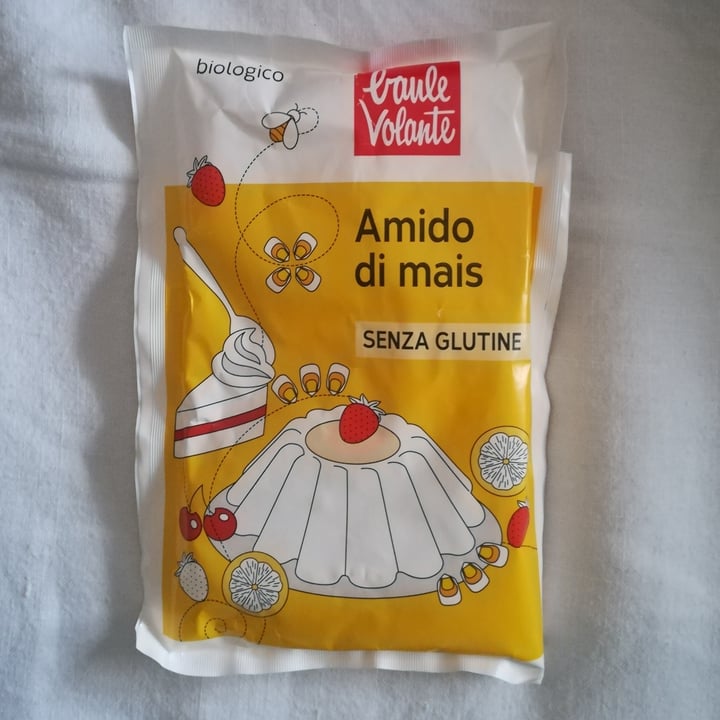 biologico
baule
volante
Amido
di mais
SENZA GLUTINE